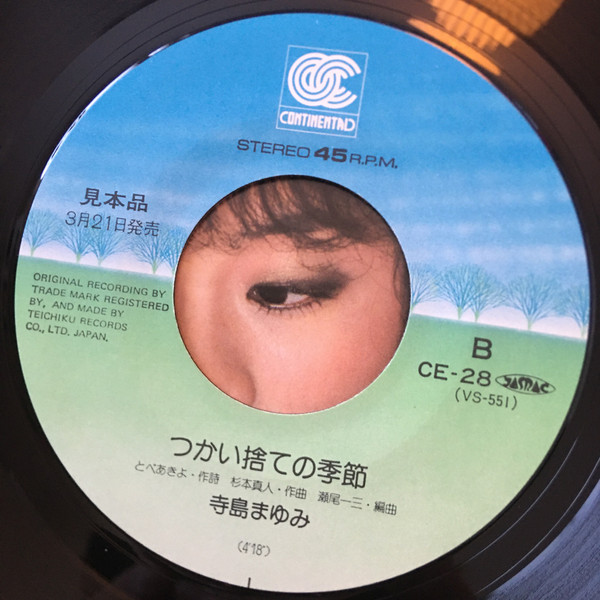 CONTINENTAL
STEREO 45 R.P.M.
見本品
3月21日発売
ORIGINAL RECORDING BY
TRADE MARK REGISTERED
BY, AND MADE BY
TEICHIKU RECORDS
CO., LTD. JAPAN.
B
CE-28 JASRAC
(VS-551)
つかい捨ての季節
とべあきよ・作詩 杉本真人・作曲 瀬尾一三・編曲
寺島まゆみ
(4'18")